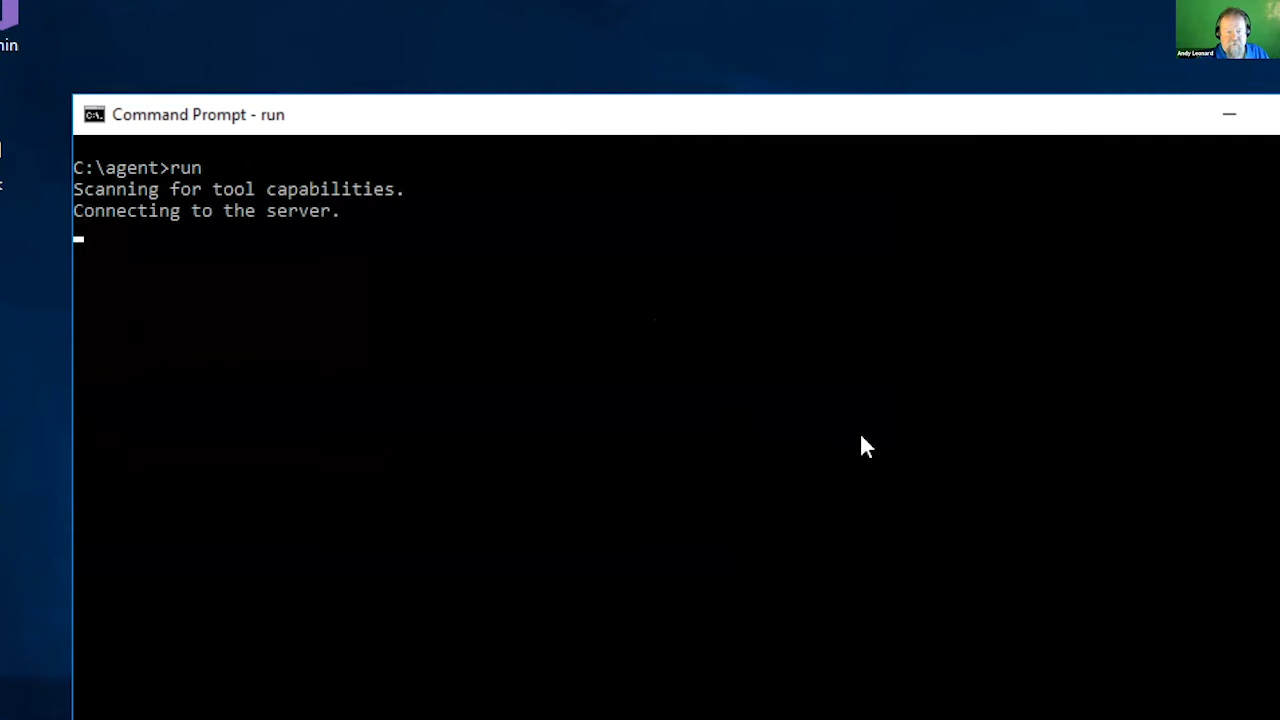 Andy Leonard
Command Prompt - run
C:\agent>run
Scanning for tool capabilities.
Connecting to the server.